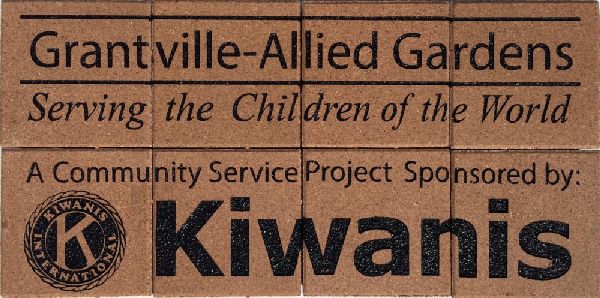 Grantville-Allied Gardens
Serving the Children of the World
A Community Service Project Sponsored by:
KIWANIS INTERNATIONAL
K
Kiwanis